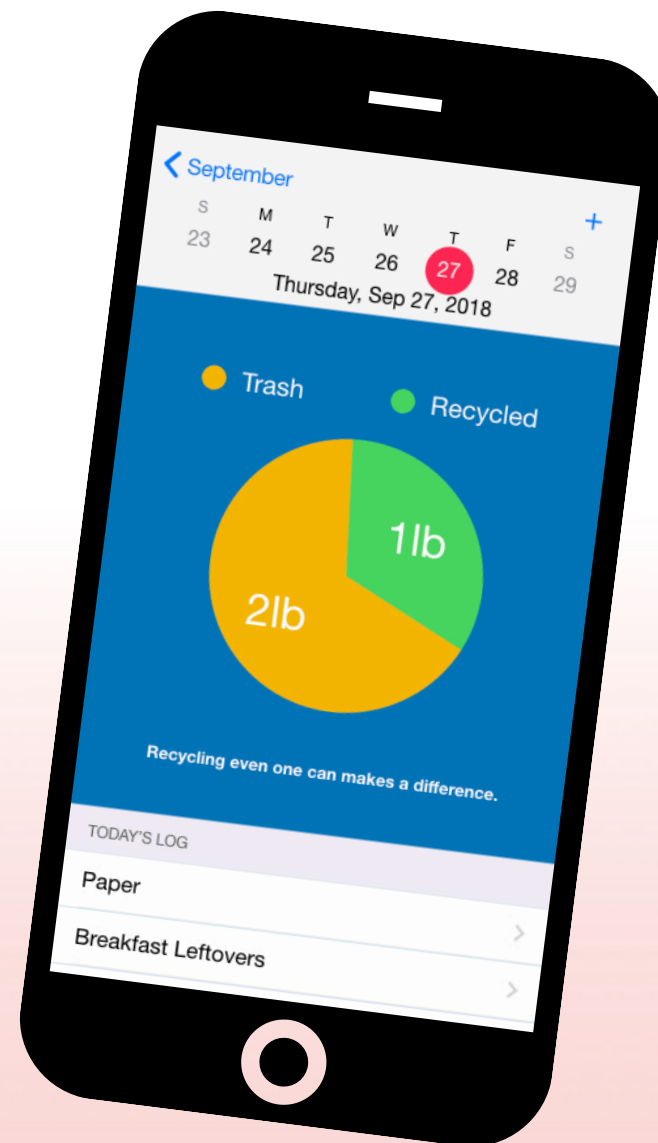 September
+
S M T W T F S
23 24 25 26 27 28 29
Thursday, Sep 27, 2018
Trash Recycled
1lb
2lb
Recycling even one can makes a difference.
TODAY'S LOG
Paper
Breakfast Leftovers